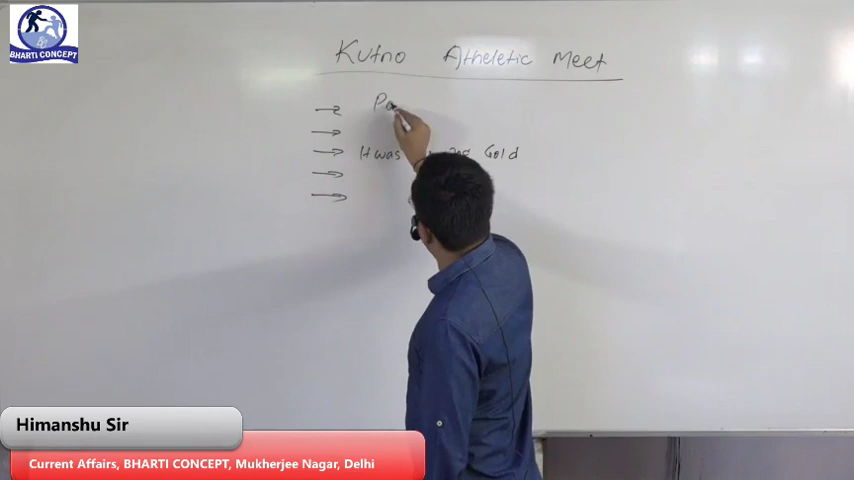 BHARTI CONCEPT
Kutno Atheletic Meet
Po
It was Gold
Himanshu Sir
Current Affairs, BHARTI CONCEPT, Mukherjee Nagar, Delhi